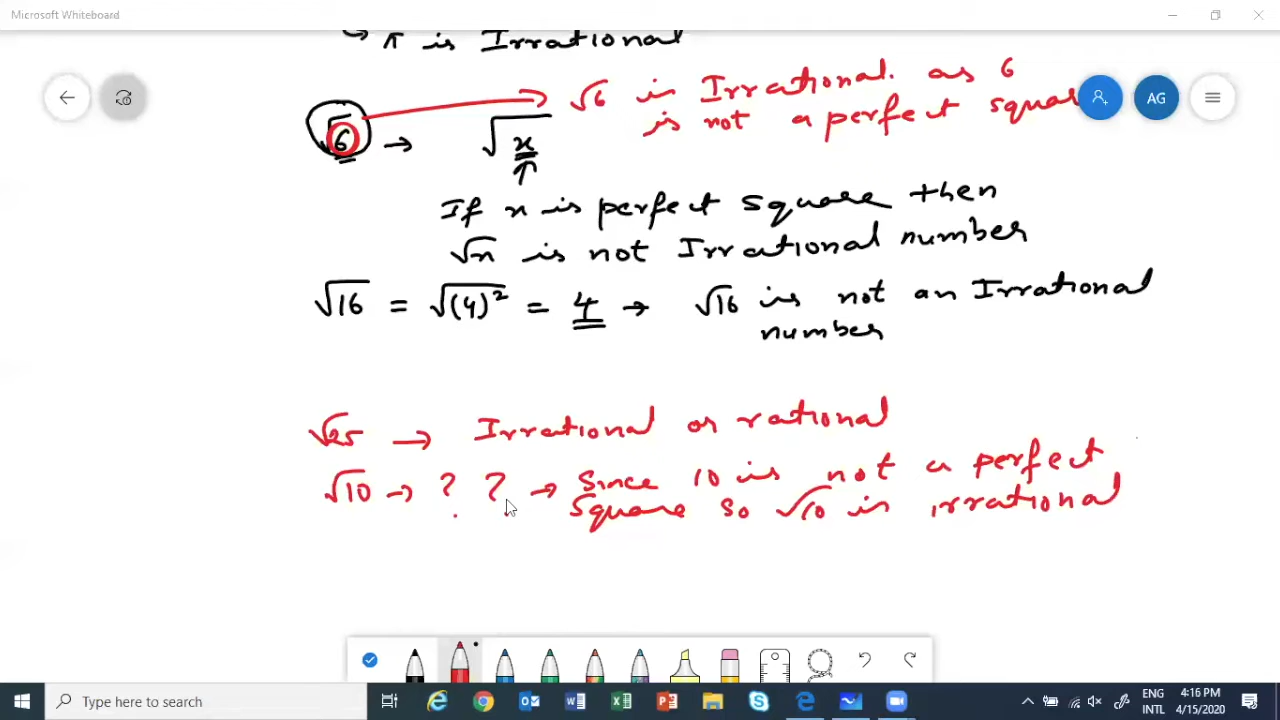 Microsoft Whiteboard
π is Irrational
√6 → √x
√6 is Irrational. as 6
is not a perfect squar
AG
If x is perfect square then
√x is not Irrational number
√16 = √(4)² = 4 → √16 is not an Irrational
number
√25 → Irrational or rational
√10 → ? ? → Since 10 is not a perfect
square so √10 is irrational
Type here to search
ENG
INTL
4:16 PM
4/15/2020